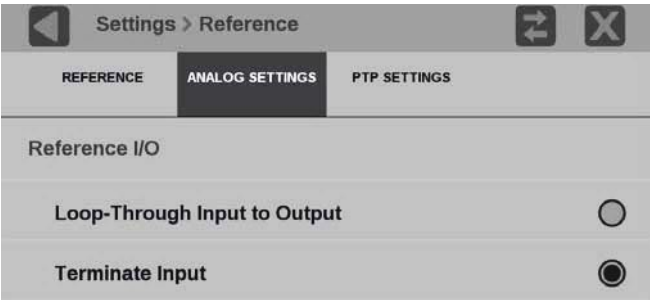 Settings > Reference
REFERENCE ANALOG SETTINGS PTP SETTINGS
Reference I/O
Loop-Through Input to Output
Terminate Input